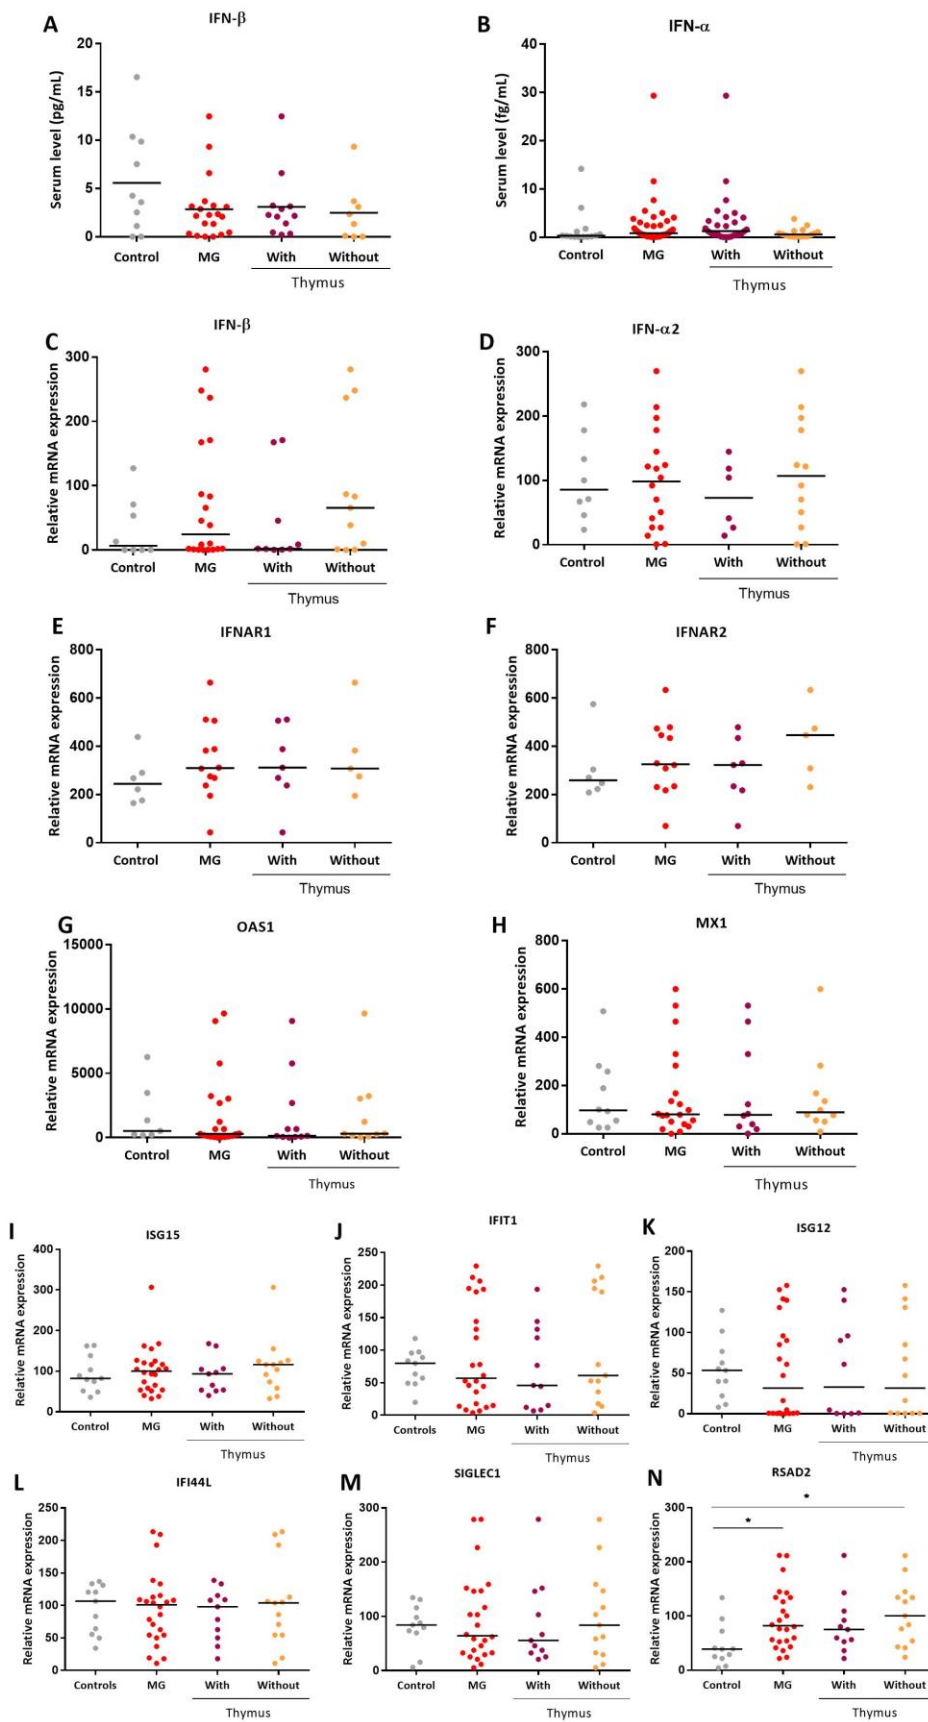 A
IFN-β
Serum level (pg/mL)
20
15
10
5
0
Control MG With Without
Thymus
B
IFN-α
Serum level (fg/mL)
40
30
20
10
0
Control MG With Without
Thymus
C
IFN-β
Relative mRNA expression
300
200
100
0
Control MG With Without
Thymus
D
IFN-α2
Relative mRNA expression
300
200
100
0
Control MG With Without
Thymus
E
IFNAR1
Relative mRNA expression
800
600
400
200
0
Control MG With Without
Thymus
F
IFNAR2
Relative mRNA expression
800
600
400
200
0
Control MG With Without
Thymus
G
OAS1
Relative mRNA expression
15000
10000
5000
0
Control MG With Without
Thymus
H
MX1
Relative mRNA expression
800
600
400
200
0
Control MG With Without
Thymus
I
ISG15
Relative mRNA expression
400
300
200
100
0
Control MG With Without
Thymus
J
IFIT1
Relative mRNA expression
250
200
150
100
50
0
Controls MG With Without
Thymus
K
ISG12
Relative mRNA expression
200
150
100
50
0
Control MG With Without
Thymus
L
IFI44L
Relative mRNA expression
250
200
150
100
50
0
Controls MG With Without
Thymus
M
SIGLEC1
Relative mRNA expression
300
200
100
0
Control MG With Without
Thymus
N
RSAD2
Relative mRNA expression
300
200
100
0
*
*
Control MG With Without
Thymus